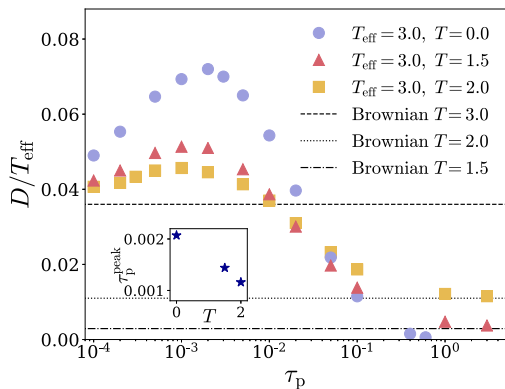 0.08
0.06
0.04
0.02
0.00
D/T_eff
T_eff = 3.0, T = 0.0
T_eff = 3.0, T = 1.5
T_eff = 3.0, T = 2.0
Brownian T = 3.0
Brownian T = 2.0
Brownian T = 1.5
0.002
0.001
τ_p^peak
0
2
T
10^-4
10^-3
10^-2
10^-1
10^0
τ_p